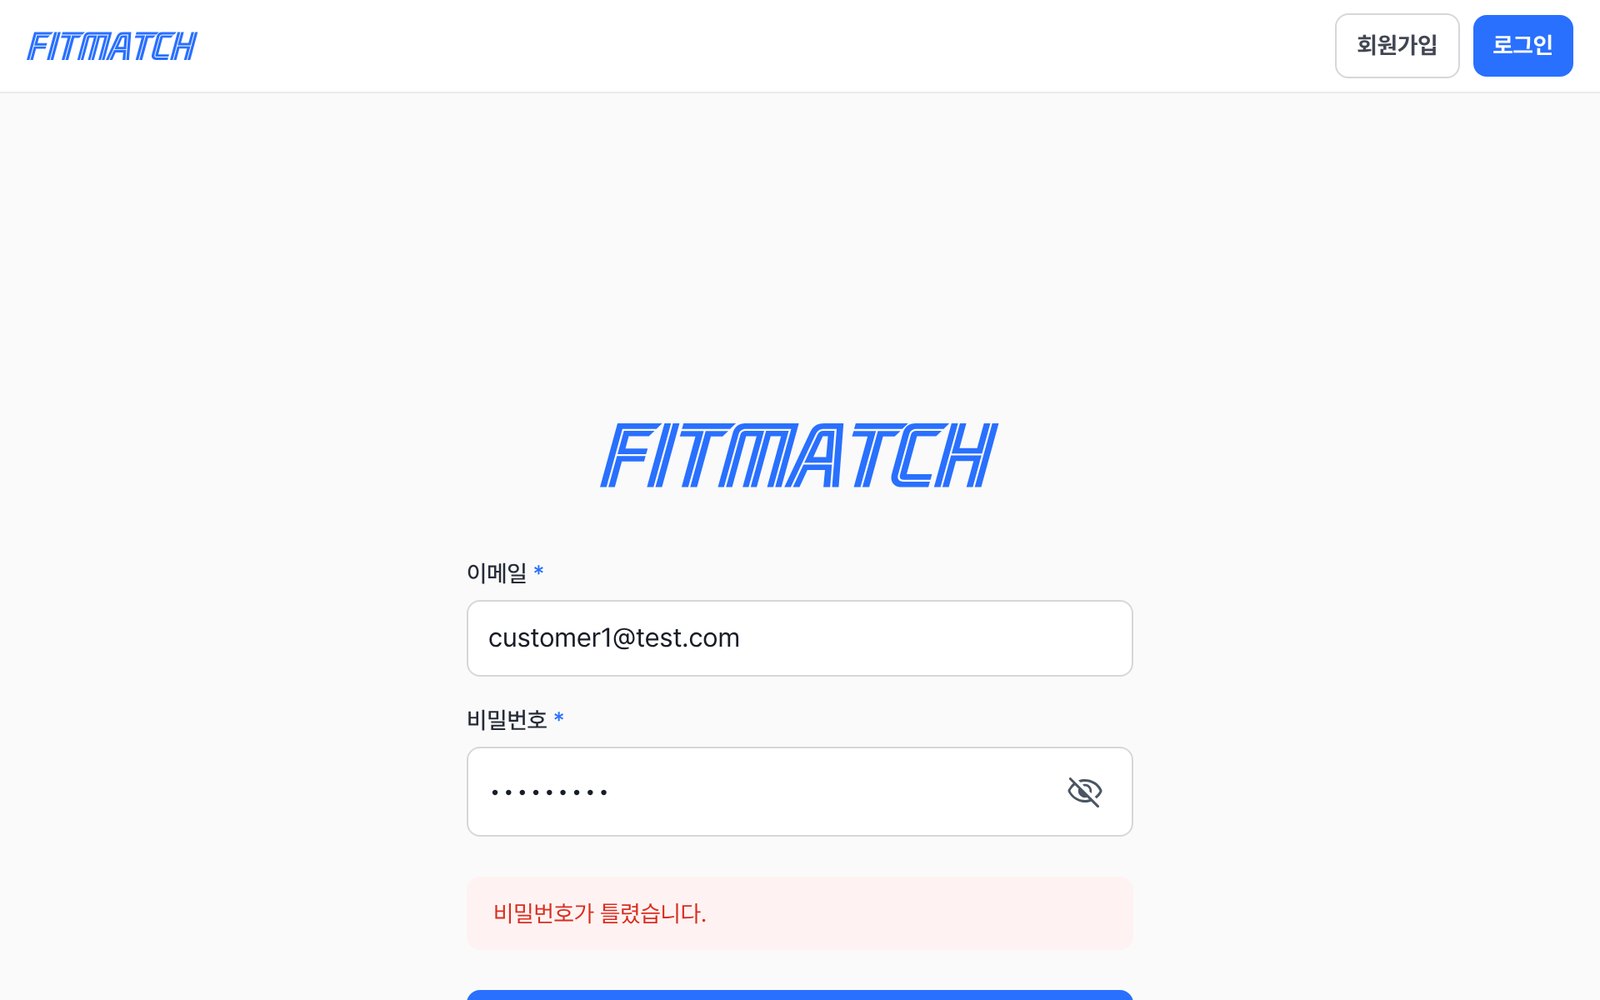 FITMATCH
회원가입
로그인
FITMATCH
이메일 *
customer1@test.com
비밀번호 *
•••••••••
비밀번호가 틀렸습니다.